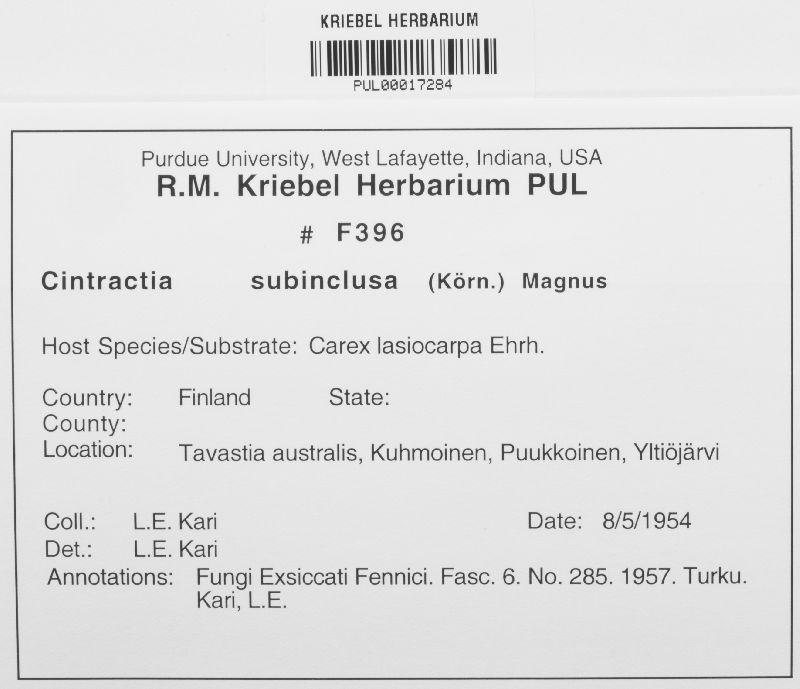 KRIEBEL HERBARIUM
PUL00017284
Purdue University, West Lafayette, Indiana, USA
R.M. Kriebel Herbarium PUL
# F396
Cintractia subinclusa (Körn.) Magnus
Host Species/Substrate: Carex lasiocarpa Ehrh.
Country: Finland State:
County:
Location: Tavastia australis, Kuhmoinen, Puukkoinen, Yltiöjärvi
Coll.: L.E. Kari Date: 8/5/1954
Det.: L.E. Kari
Annotations: Fungi Exsiccati Fennici. Fasc. 6. No. 285. 1957. Turku.
Kari, L.E.